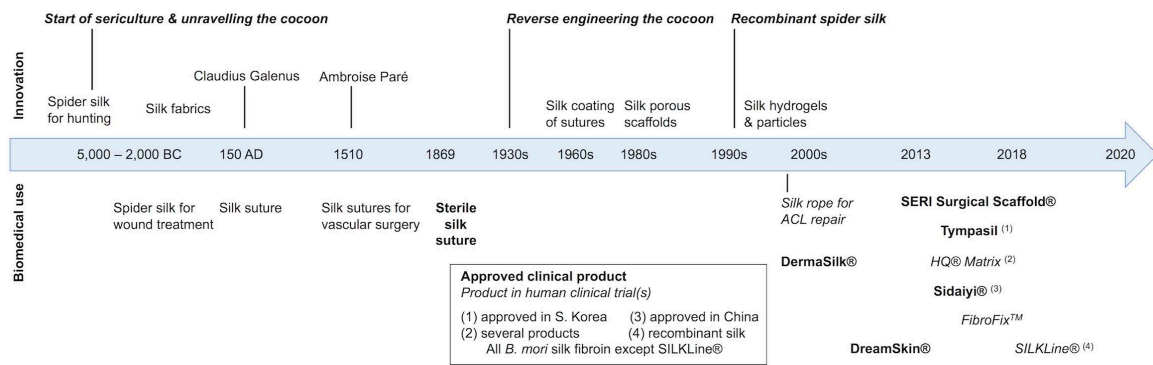 Start of sericulture & unravelling the cocoon
Reverse engineering the cocoon
Recombinant spider silk
Innovation
Claudius Galenus
Ambroise Paré
Spider silk
for hunting
Silk fabrics
Silk coating
of sutures
Silk porous
scaffolds
Silk hydrogels
& particles
5,000 – 2,000 BC
150 AD
1510
1869
1930s
1960s
1980s
1990s
2000s
2013
2018
2020
Biomedical use
Spider silk for
wound treatment
Silk suture
Silk sutures for
vascular surgery
Sterile
silk
suture
Silk rope for
ACL repair
SERI Surgical Scaffold®
Tympasil (1)
DermaSilk®
HQ® Matrix (2)
Sidaiyi® (3)
FibroFix™
DreamSkin®
SILKLine® (4)
Approved clinical product
Product in human clinical trial(s)
(1) approved in S. Korea (3) approved in China
(2) several products (4) recombinant silk
All B. mori silk fibroin except SILKLine®